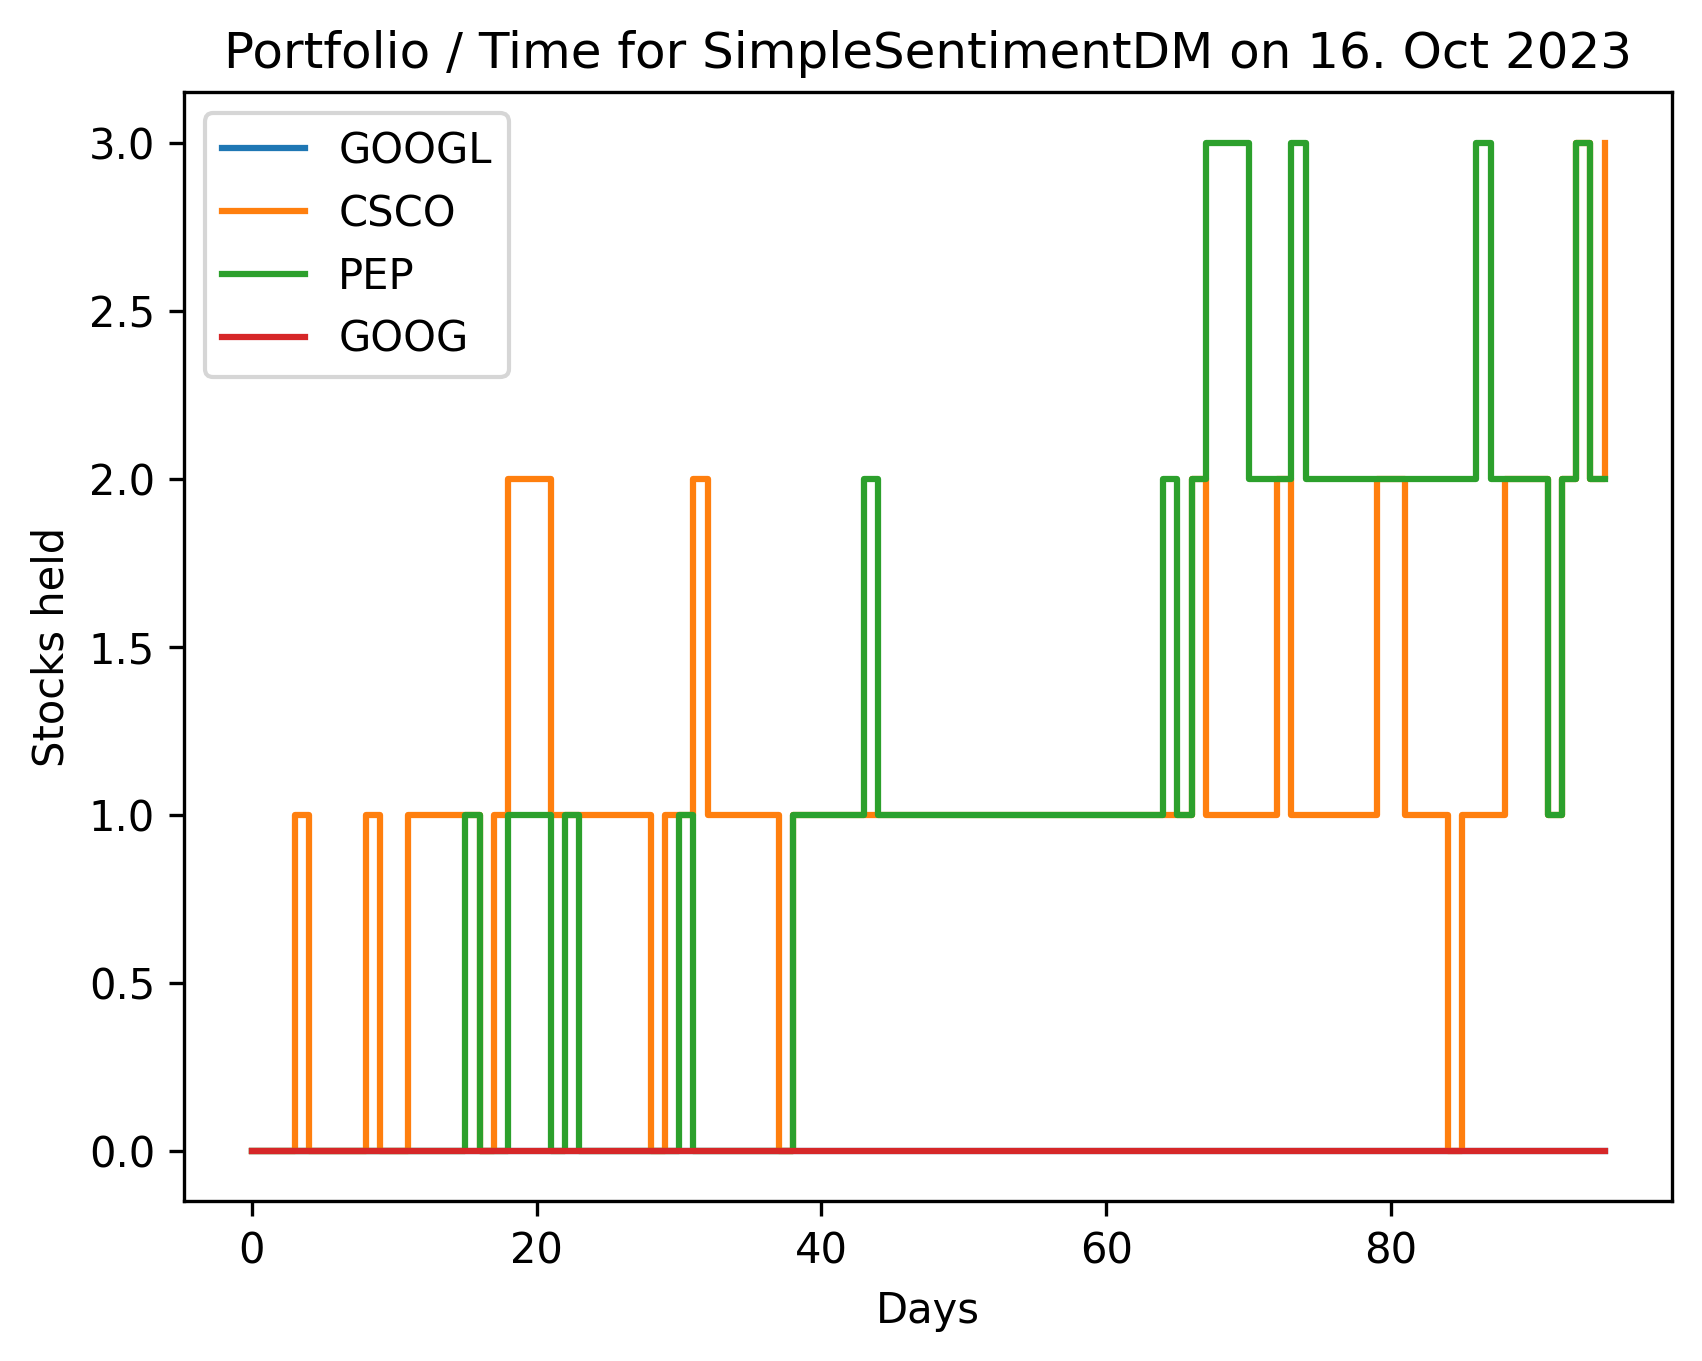 Portfolio / Time for SimpleSentimentDM on 16. Oct 2023
GOOGL
CSCO
PEP
GOOG
3.0
2.5
2.0
1.5
1.0
0.5
0.0
Stocks held
0 20 40 60 80
Days